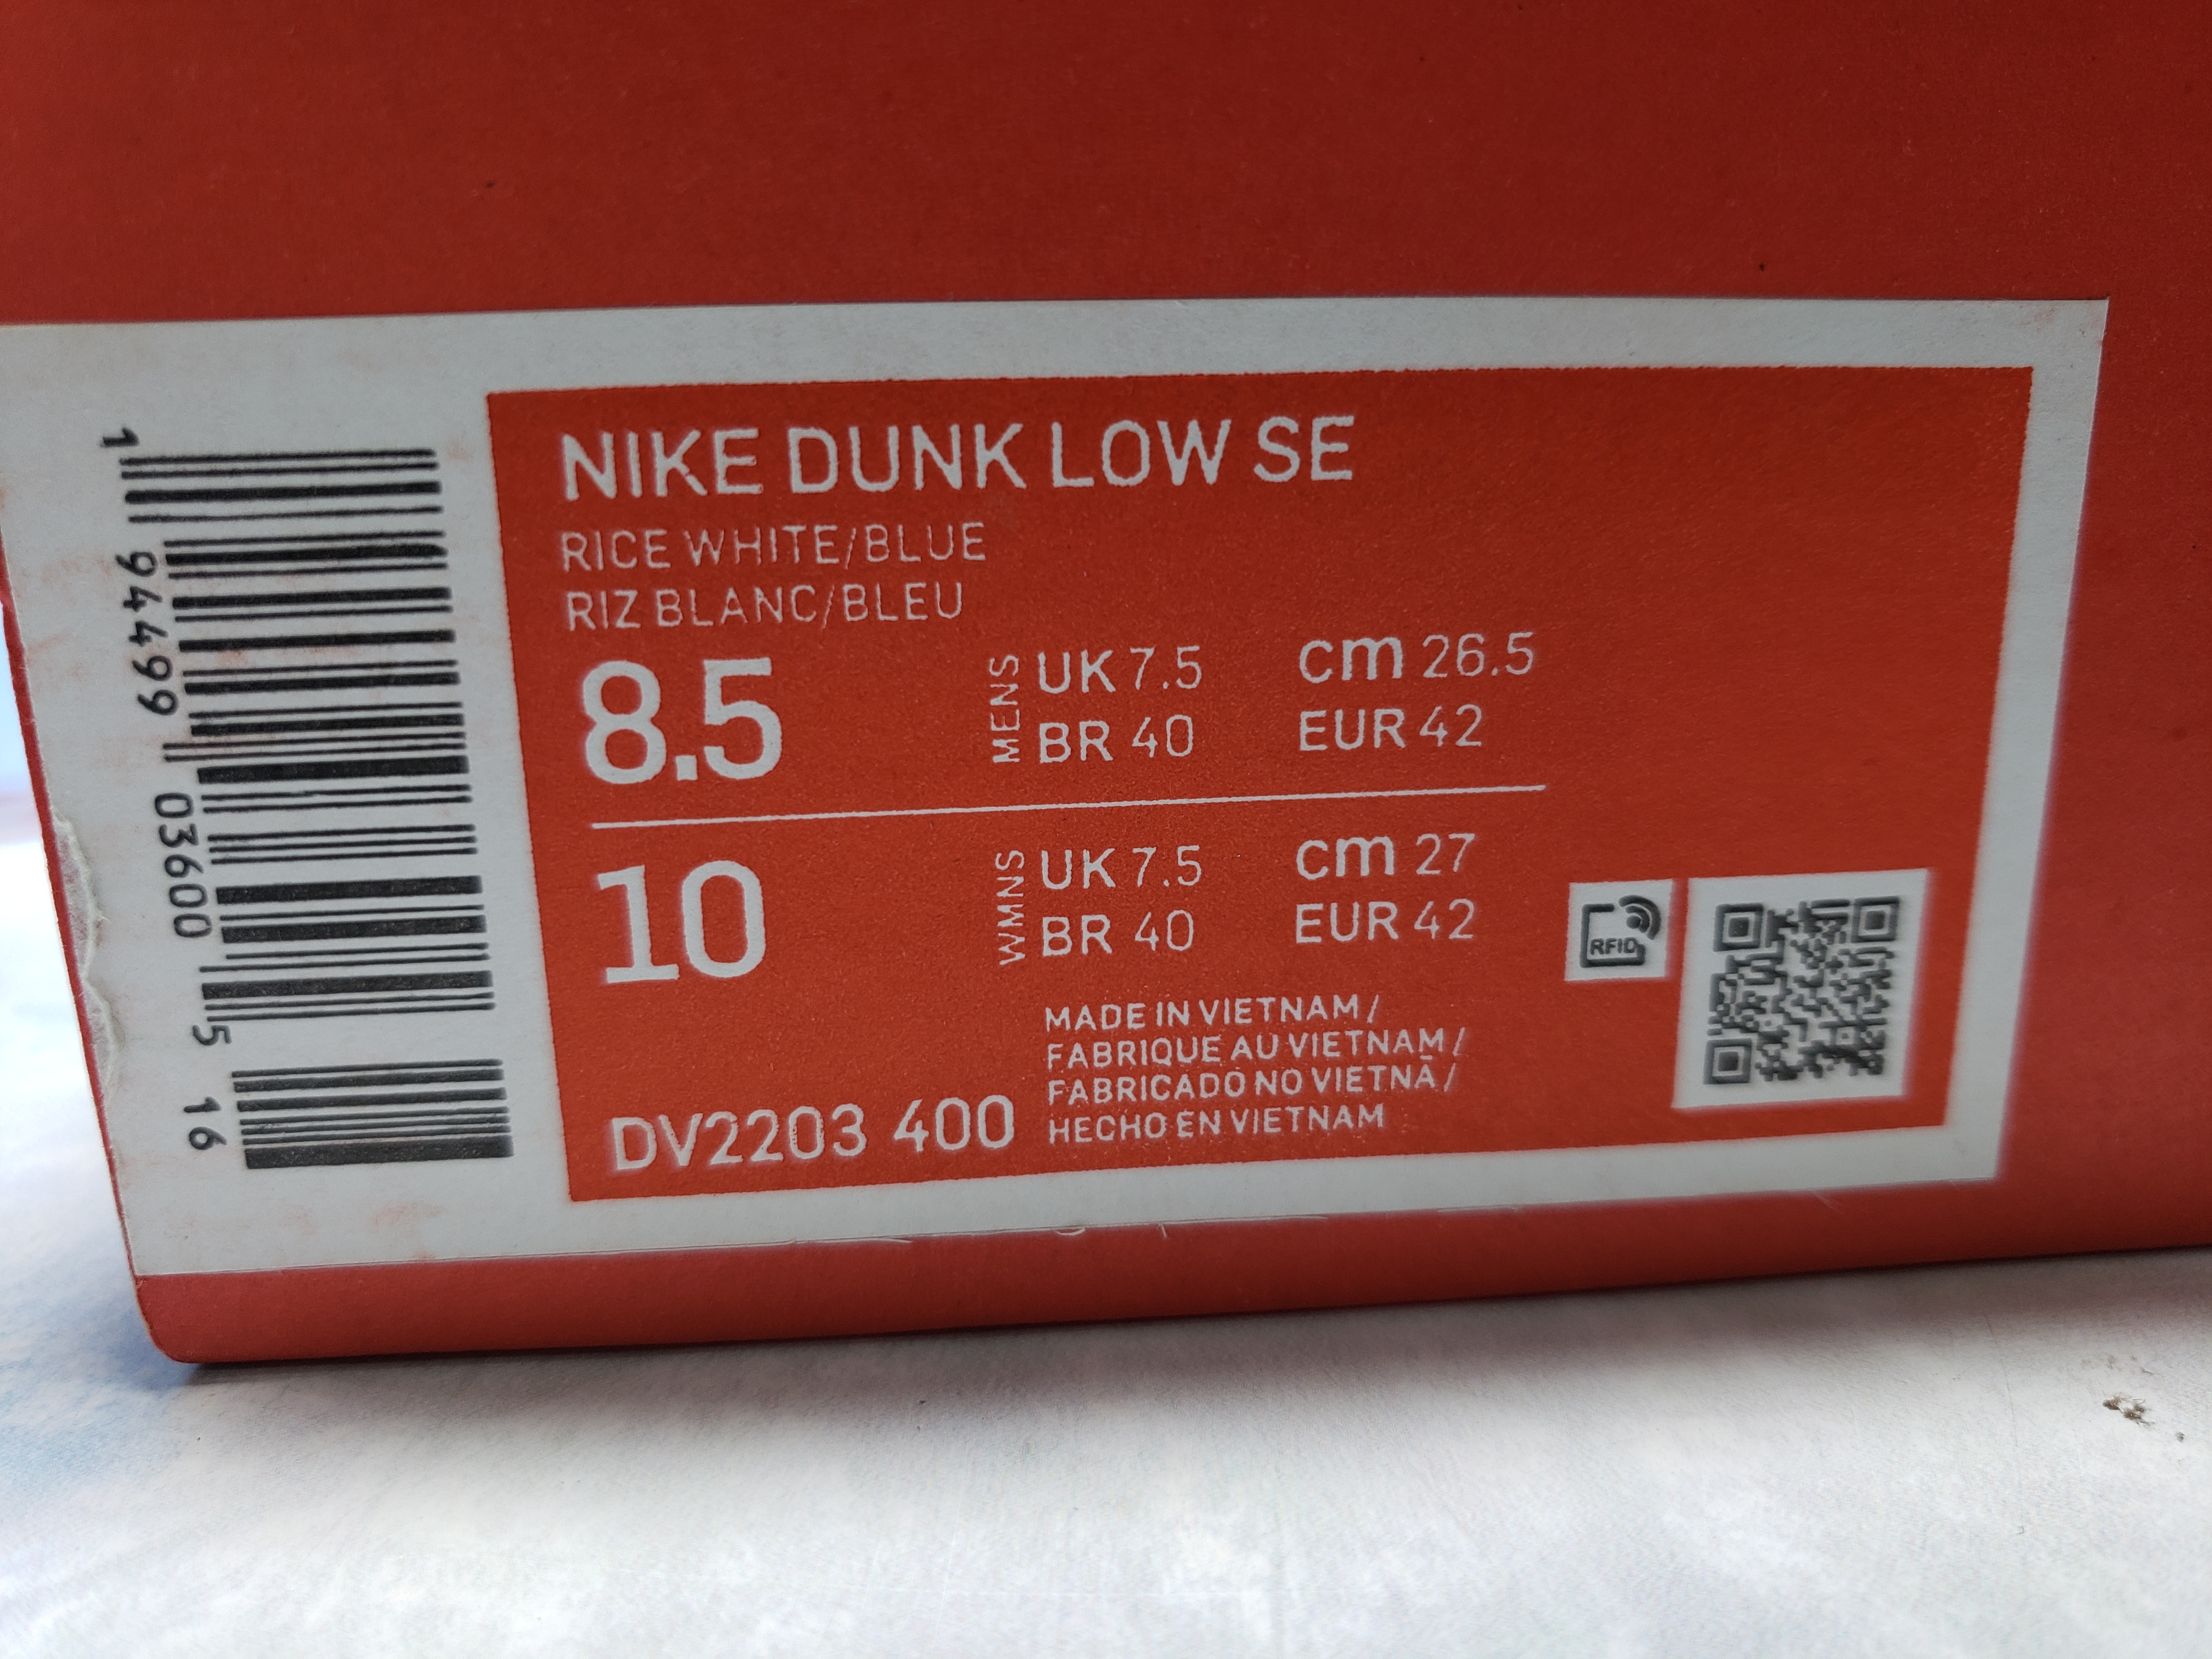 NIKE DUNK LOW SE
RICE WHITE/BLUE
RIZ BLANC/BLEU
8.5 MENS UK 7.5 cm 26.5
BR 40 EUR 42
10 WMNS UK 7.5 cm 27
BR 40 EUR 42
MADE IN VIETNAM /
FABRIQUE AU VIETNAM /
FABRICADO NO VIETNÃ /
HECHO EN VIETNAM
DV2203 400
RFID
1 94499 03600 5 16